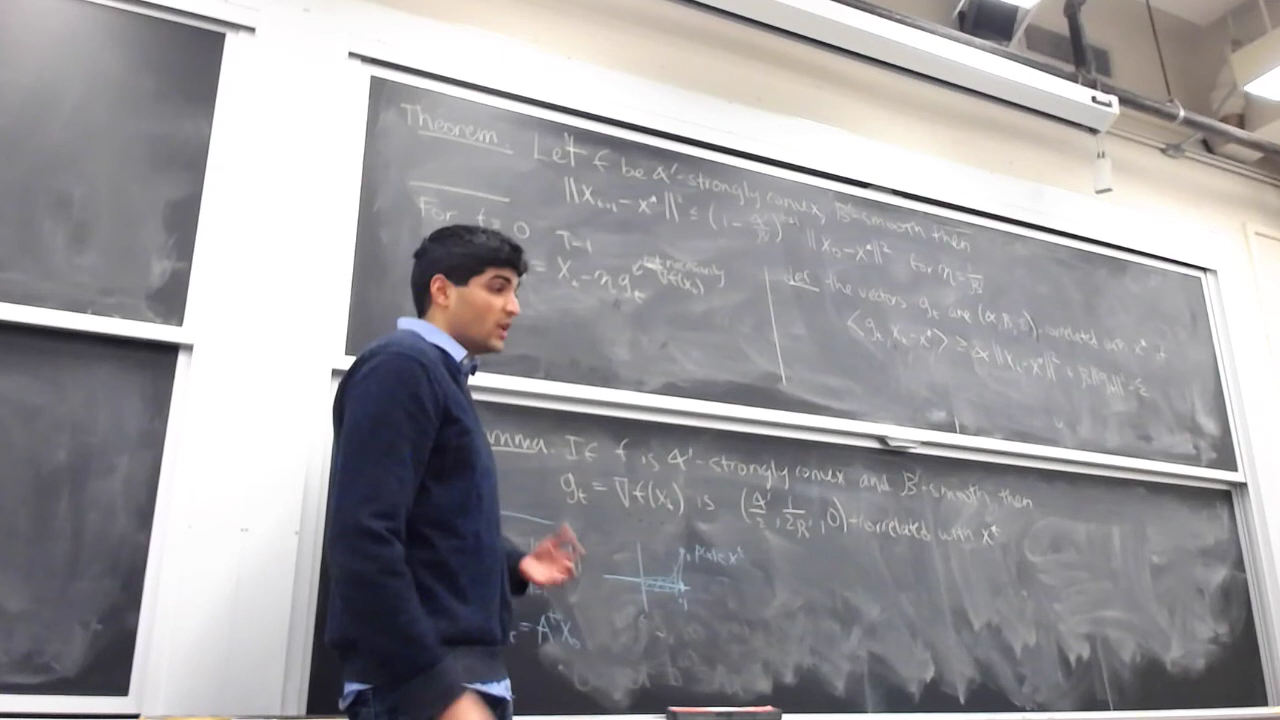 Theorem. Let f be α'-strongly convex, β'-smooth then
||X_{t+1} - x*||² ≤ (1 - α'/β')^{t+1} ||X_0 - x*||² for η = 1/β'
For t = 0 T-1
= X_t - η g_t ← not necessarily ∇f(x_t)
def the vectors g_t are (α, β, ε)-correlated with x* if
⟨g_t, x_t - x*⟩ ≥ α||X_t - x*||² + β||g_t||² - ε
mma. If f is α'-strongly convex and β'-smooth, then
g_t = ∇f(x_t) is (α'/2, 1/2β', 0)-correlated with x*
= A^t X_0